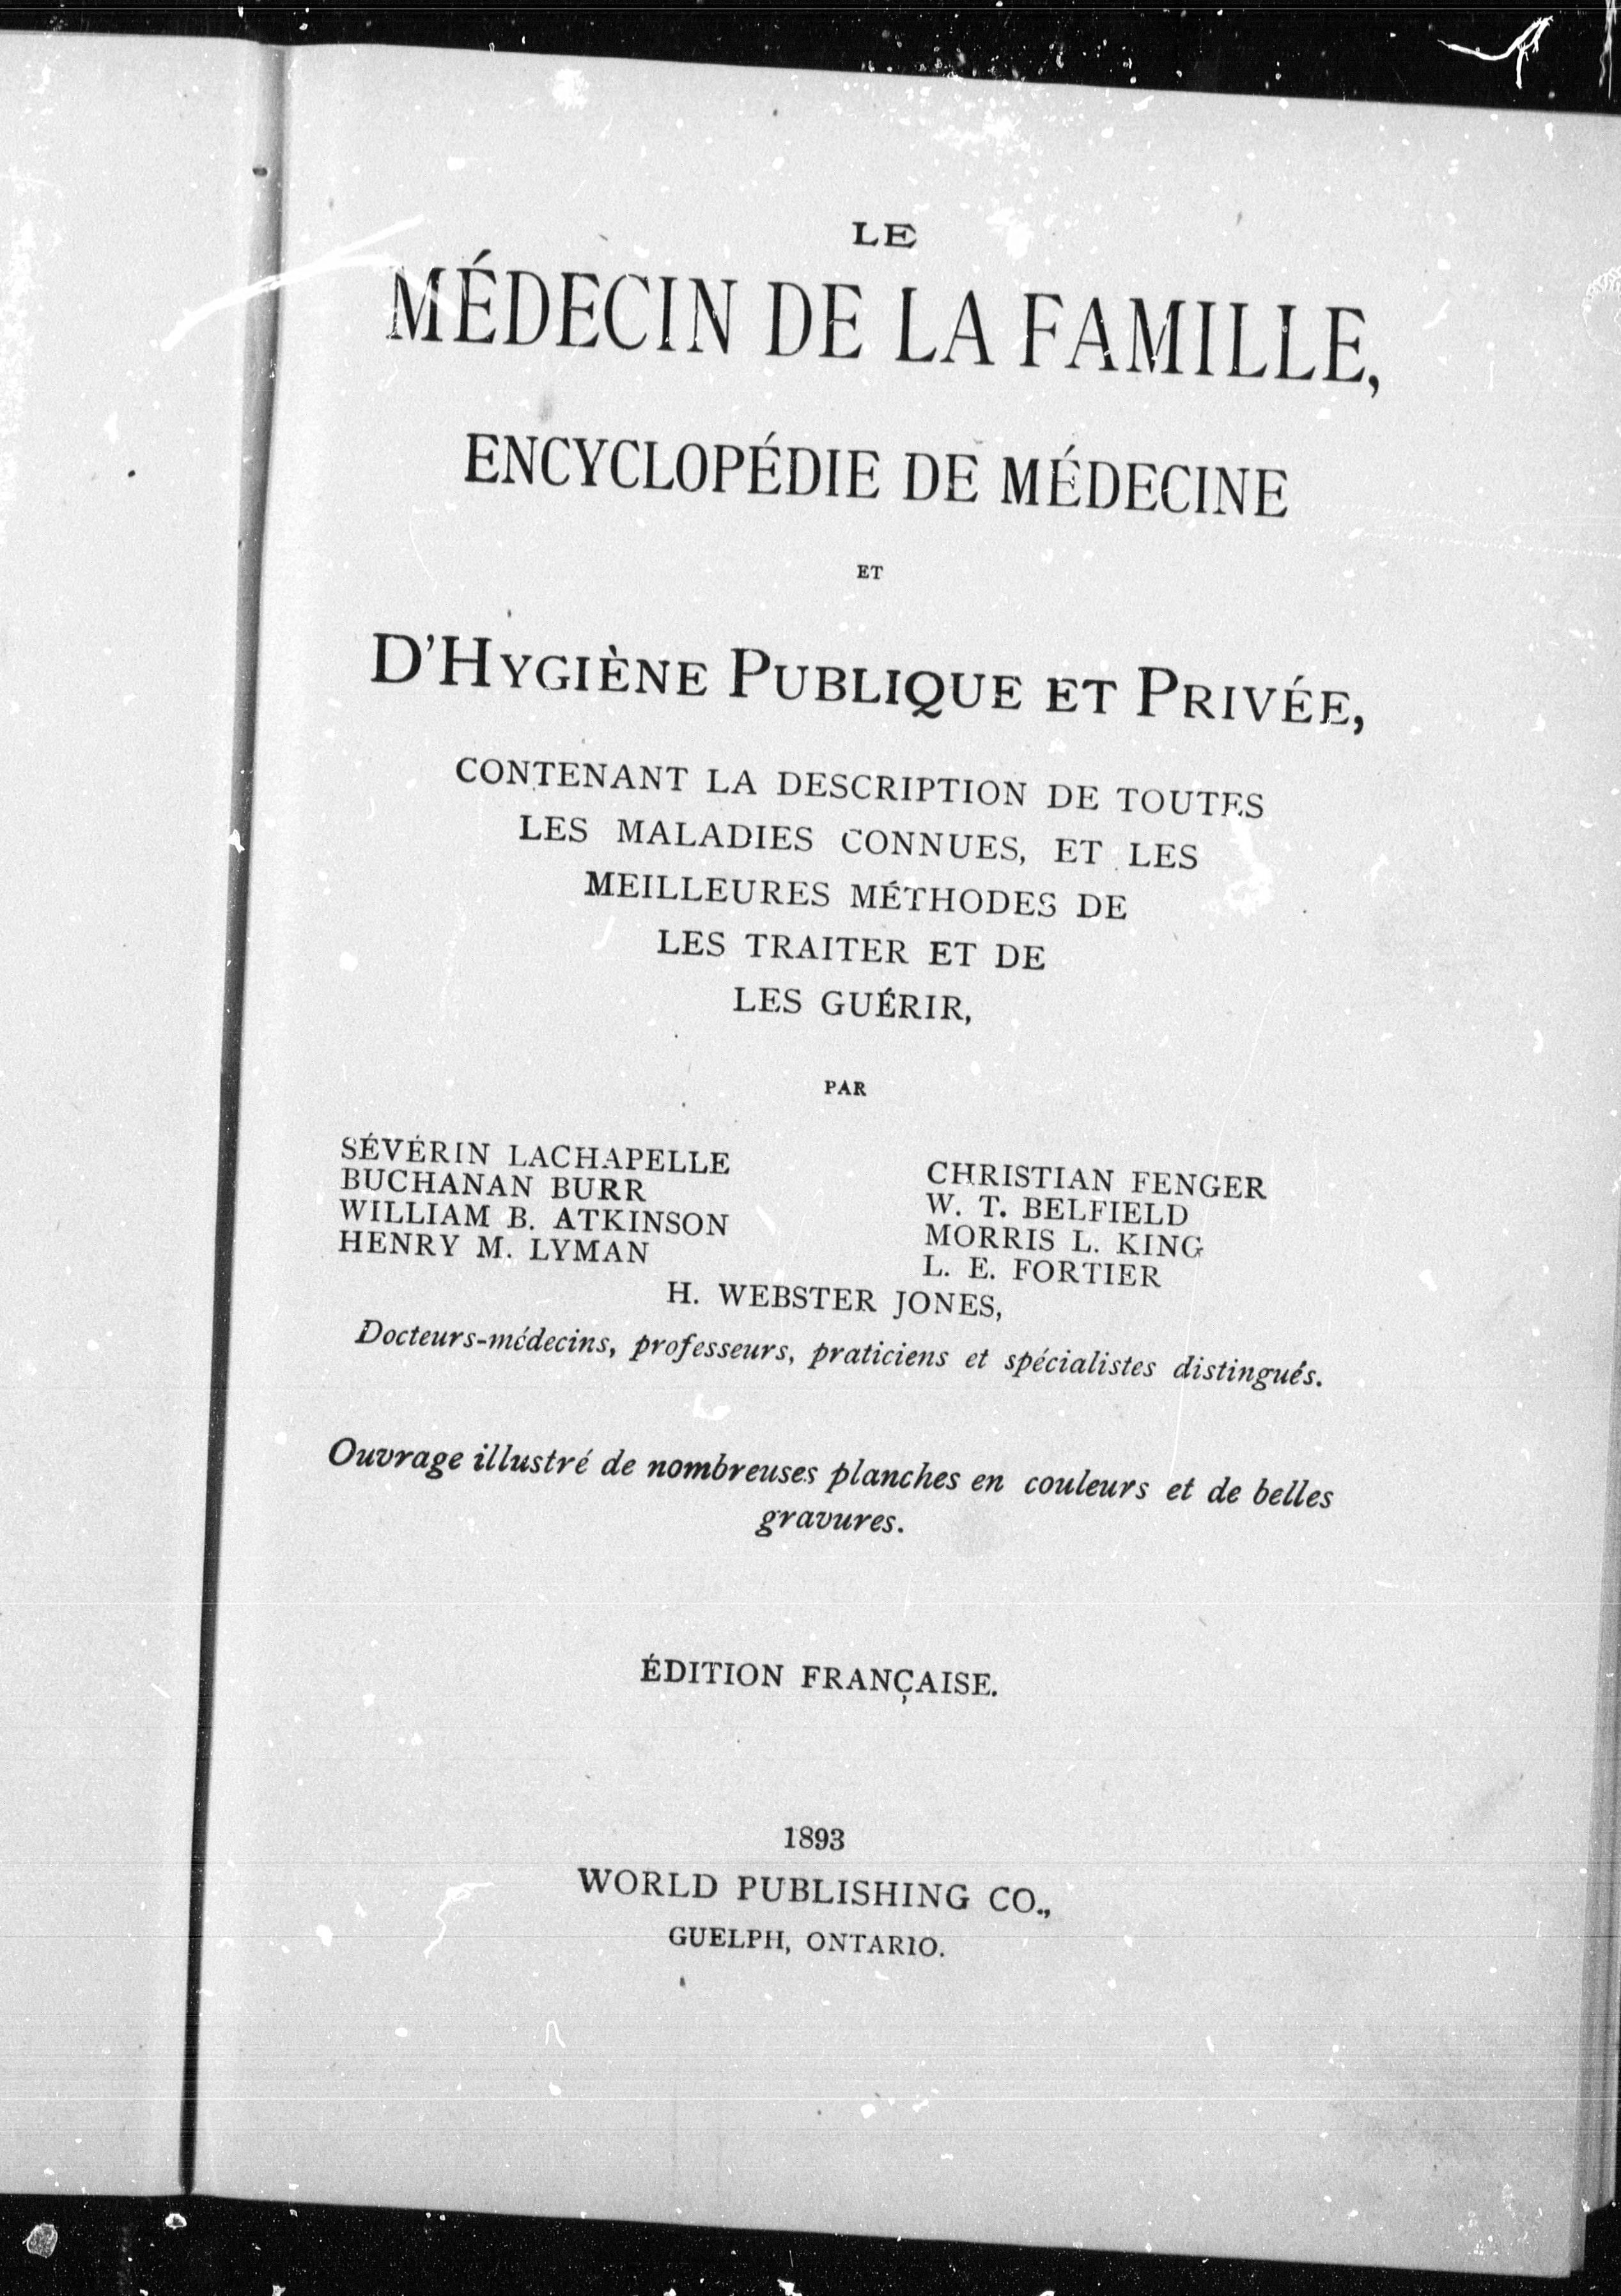 LE
MÉDECIN DE LA FAMILLE,
ENCYCLOPÉDIE DE MÉDECINE
ET
D'HYGIÈNE PUBLIQUE ET PRIVÉE,
CONTENANT LA DESCRIPTION DE TOUTES
LES MALADIES CONNUES, ET LES
MEILLEURES MÉTHODES DE
LES TRAITER ET DE
LES GUÉRIR,
PAR
SÉVÉRIN LACHAPELLE
BUCHANAN BURR
WILLIAM B. ATKINSON
HENRY M. LYMAN
CHRISTIAN FENGER
W. T. BELFIELD
MORRIS L. KING
L. E. FORTIER
H. WEBSTER JONES,
Docteurs-médecins, professeurs, praticiens et spécialistes distingués.
Ouvrage illustré de nombreuses planches en couleurs et de belles
gravures.
ÉDITION FRANÇAISE.
1893
WORLD PUBLISHING CO.,
GUELPH, ONTARIO.